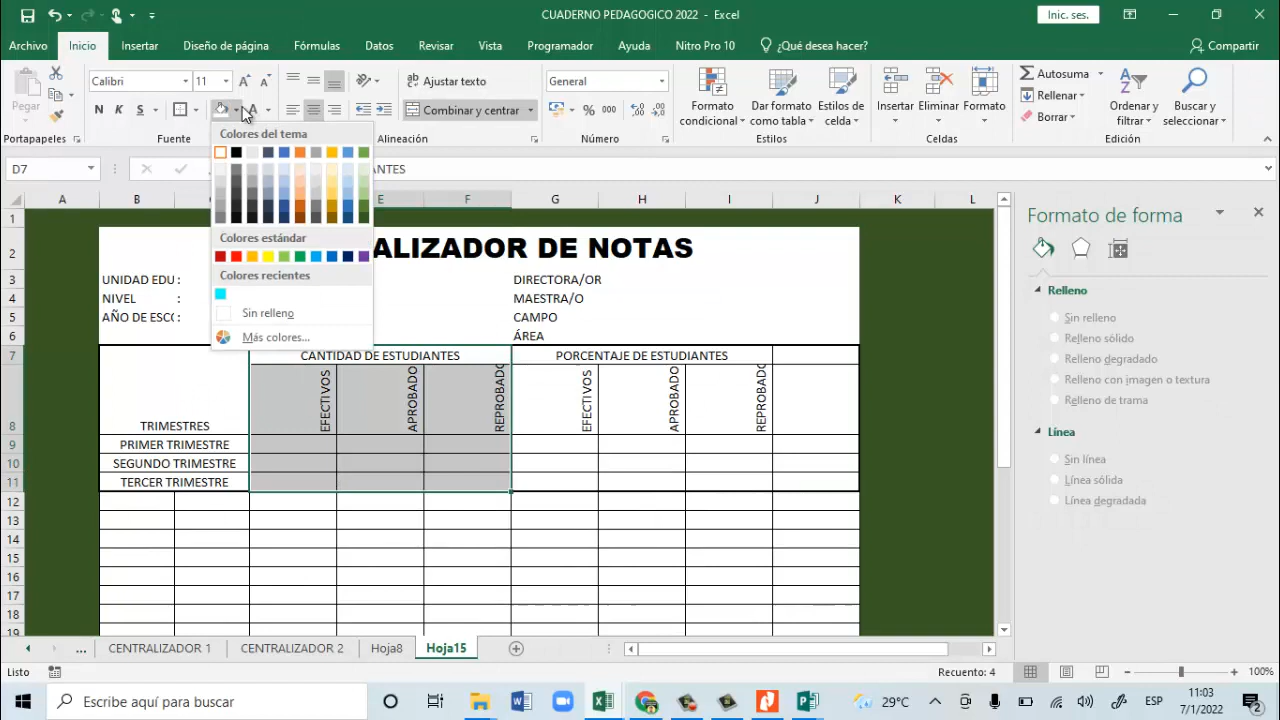 CUADERNO PEDAGOGICO 2022 - Excel
Inic. ses.
Archivo Inicio Insertar Diseño de página Fórmulas Datos Revisar Vista Programador Ayuda Nitro Pro 10 ¿Qué desea hacer? Compartir
Pegar
Calibri 11
N K S
Ajustar texto
Combinar y centrar
General
% 000
Formato condicional
Dar formato como tabla
Estilos de celda
Insertar Eliminar Formato
Autosuma
Rellenar
Borrar
Ordenar y filtrar
Buscar y seleccionar
Portapapeles Fuente Alineación Número Estilos Celdas
D7
ANTES
Colores del tema
Colores estándar
Colores recientes
Sin relleno
Más colores...
A B E F G H I J K L
1
2 ALIZADOR DE NOTAS
3 UNIDAD EDU : DIRECTORA/OR
4 NIVEL : MAESTRA/O
5 AÑO DE ESCO : CAMPO
6 ÁREA
7 CANTIDAD DE ESTUDIANTES PORCENTAJE DE ESTUDIANTES
8 TRIMESTRES EFECTIVOS APROBADO REPROBADO EFECTIVOS APROBADO REPROBADO
9 PRIMER TRIMESTRE
10 SEGUNDO TRIMESTRE
11 TERCER TRIMESTRE
12
13
14
15
16
17
18
19
Formato de forma
Relleno
Sin relleno
Relleno sólido
Relleno degradado
Relleno con imagen o textura
Relleno de trama
Línea
Sin línea
Línea sólida
Línea degradada
... CENTRALIZADOR 1 CENTRALIZADOR 2 Hoja8 Hoja15
Listo Recuento: 4 100%
Escribe aquí para buscar
29°C ESP
11:03
7/1/2022
2